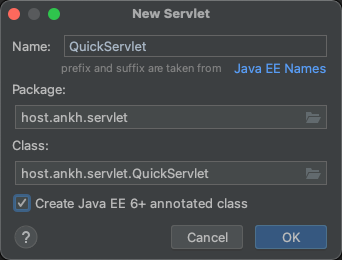 New Servlet
Name: QuickServlet
prefix and suffix are taken from Java EE Names
Package:
host.ankh.servlet
Class:
host.ankh.servlet.QuickServlet
Create Java EE 6+ annotated class
? Cancel OK